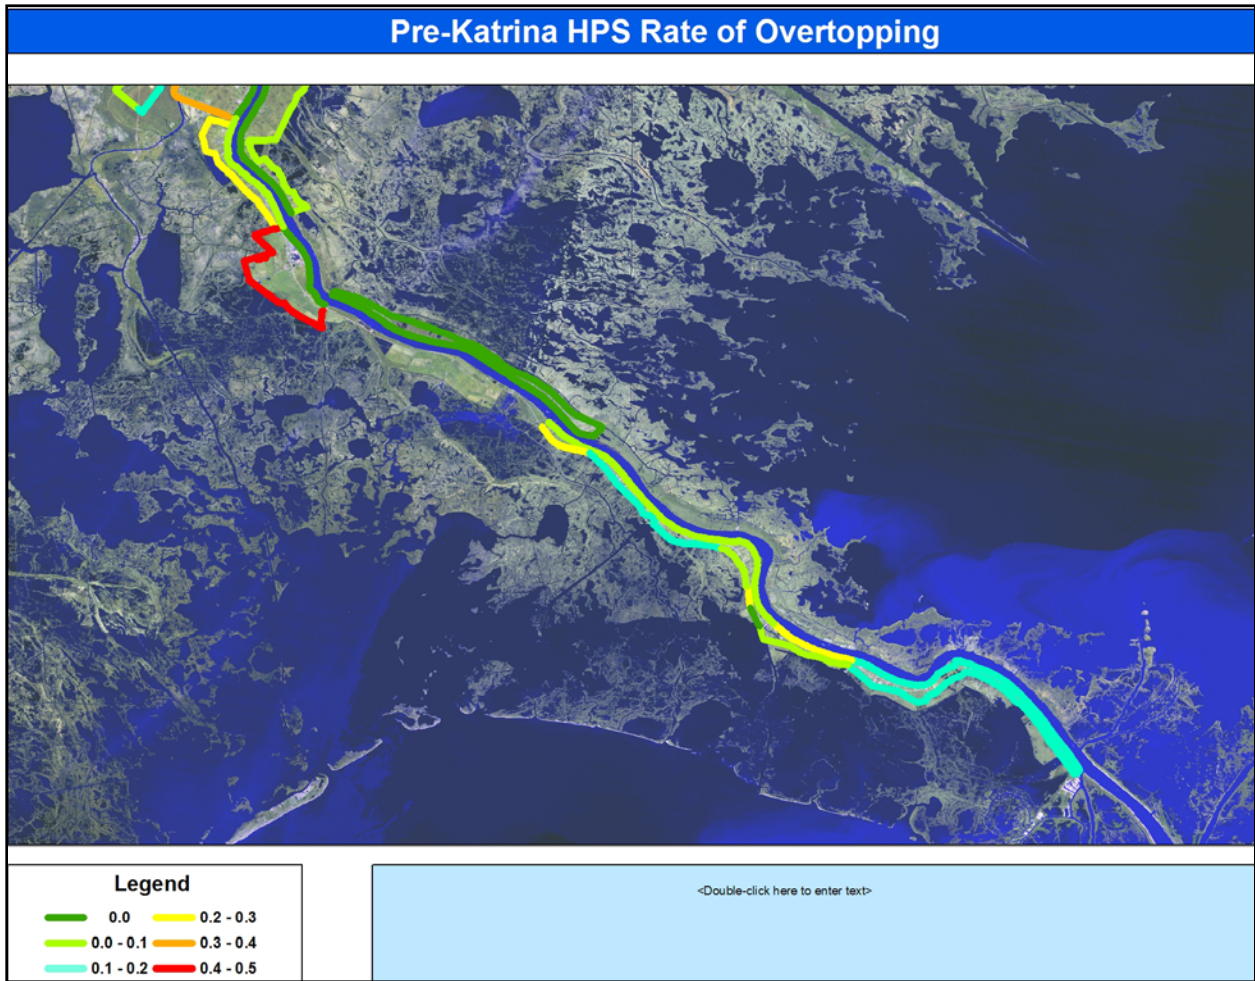 Pre-Katrina HPS Rate of Overtopping
Legend
0.0
0.2 - 0.3
0.0 - 0.1
0.3 - 0.4
0.1 - 0.2
0.4 - 0.5
<Double-click here to enter text>